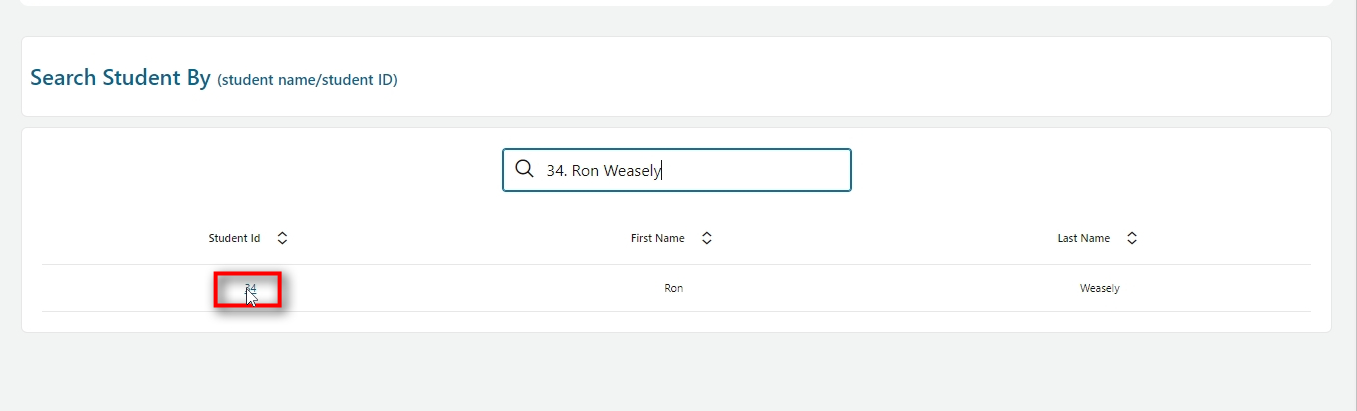 Search Student By (student name/student ID)
34. Ron Weasely
Student Id First Name Last Name
34 Ron Weasely